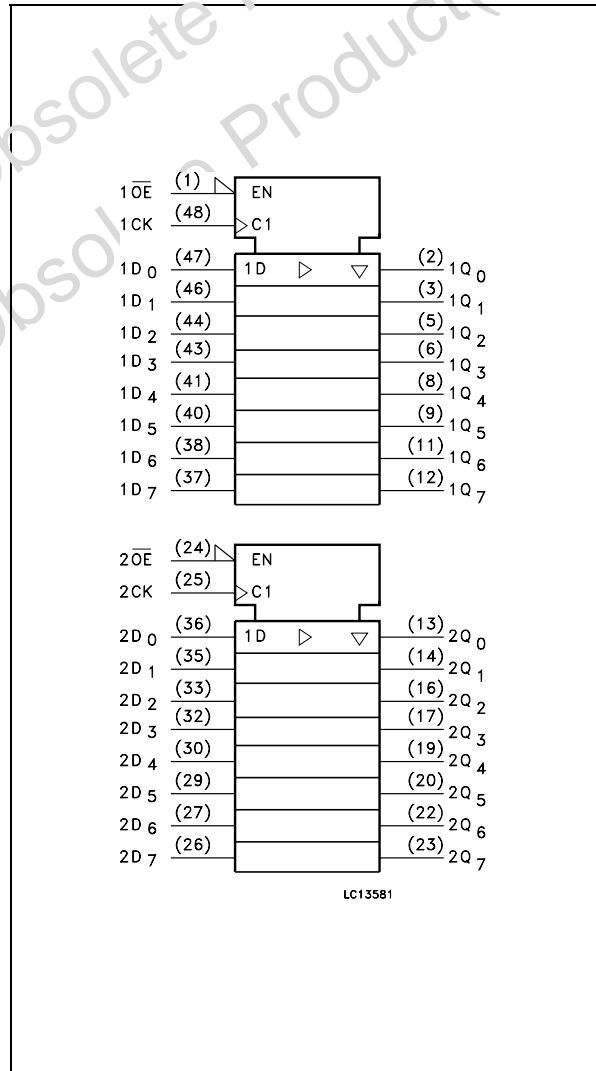 Obsolete Product(
Obsolete Product(
1OE (1) EN
1CK (48) C1
1D0 (47) 1D (2) 1Q0
1D1 (46) (3) 1Q1
1D2 (44) (5) 1Q2
1D3 (43) (6) 1Q3
1D4 (41) (8) 1Q4
1D5 (40) (9) 1Q5
1D6 (38) (11) 1Q6
1D7 (37) (12) 1Q7
2OE (24) EN
2CK (25) C1
2D0 (36) 1D (13) 2Q0
2D1 (35) (14) 2Q1
2D2 (33) (16) 2Q2
2D3 (32) (17) 2Q3
2D4 (30) (19) 2Q4
2D5 (29) (20) 2Q5
2D6 (27) (22) 2Q6
2D7 (26) (23) 2Q7
LC13581